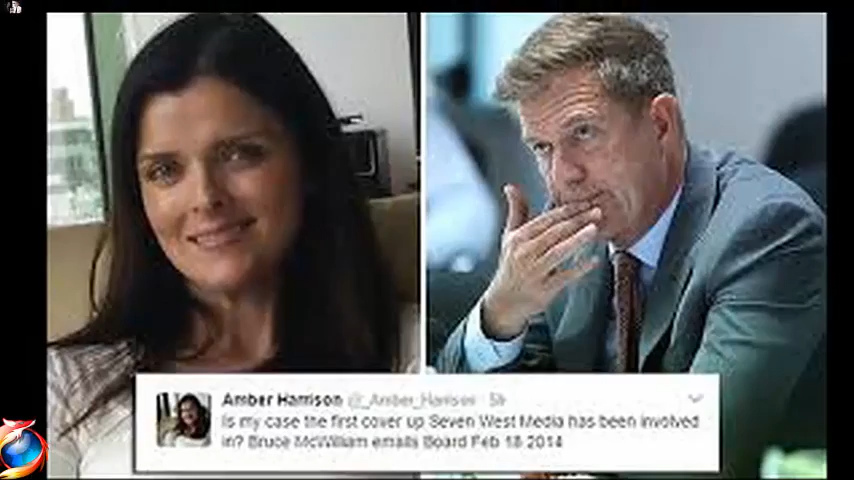 Amber Harrison @_Amber_Harrison · 5h
Is my case the first cover up Seven West Media has been involved
in? Bruce McWilliam emails Board Feb 18 2014